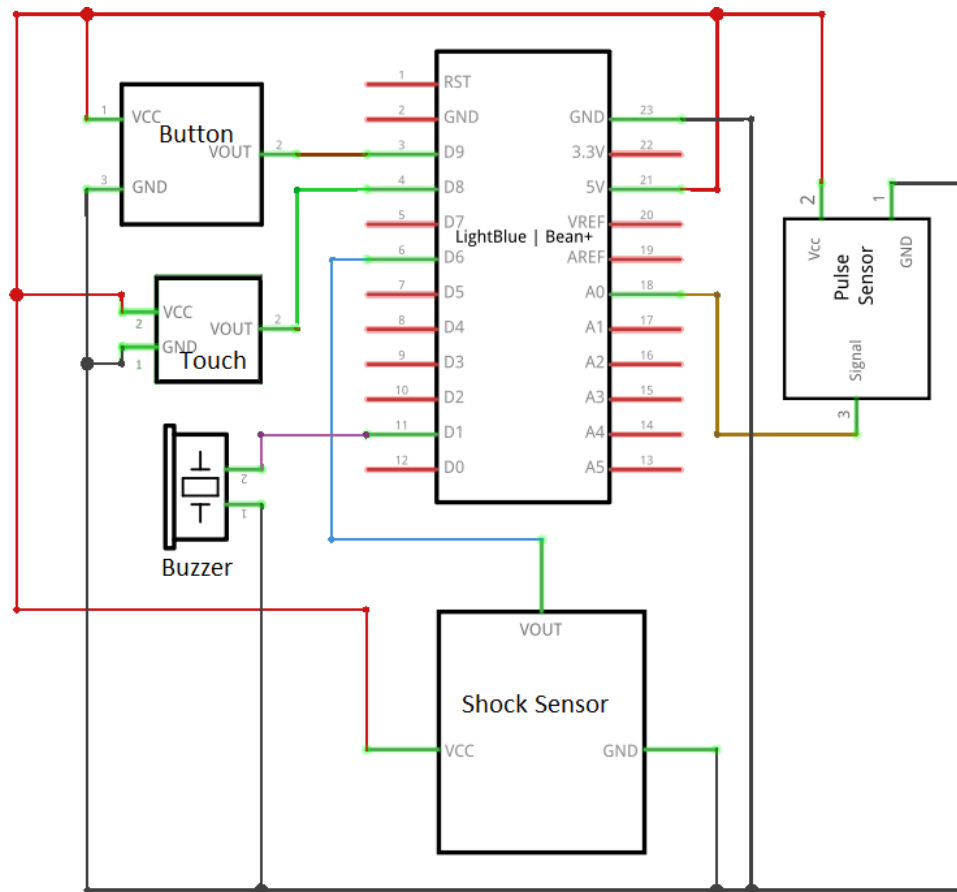 1
VCC
Button
VOUT
2
3
GND
VCC
2
VOUT
2
GND
1
Touch
2
1
Buzzer
1
RST
2
GND
3
D9
4
D8
5
D7
6
D6
7
D5
8
D4
9
D3
10
D2
11
D1
12
D0
LightBlue | Bean+
GND
23
3.3V
22
5V
21
VREF
20
AREF
19
A0
18
A1
17
A2
16
A3
15
A4
14
A5
13
2
1
Vcc
GND
Pulse
Sensor
Signal
3
VOUT
Shock Sensor
VCC
GND